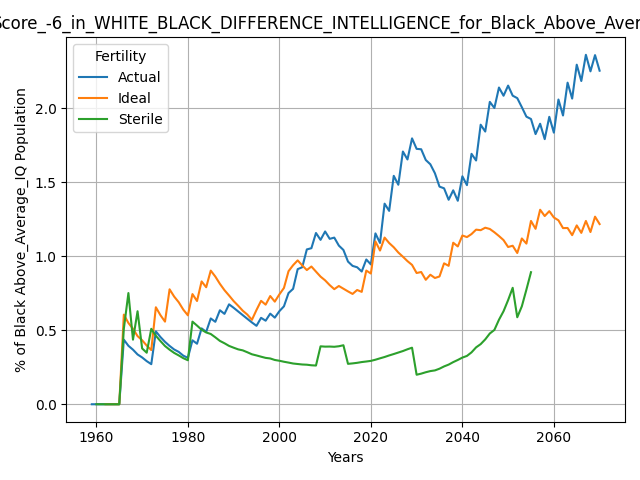 Score_-6_in_WHITE_BLACK_DIFFERENCE_INTELLIGENCE_for_Black_Above_Aver
Fertility
Actual
Ideal
Sterile
% of Black Above_Average_IQ Population
2.0
1.5
1.0
0.5
0.0
1960 1980 2000 2020 2040 2060
Years